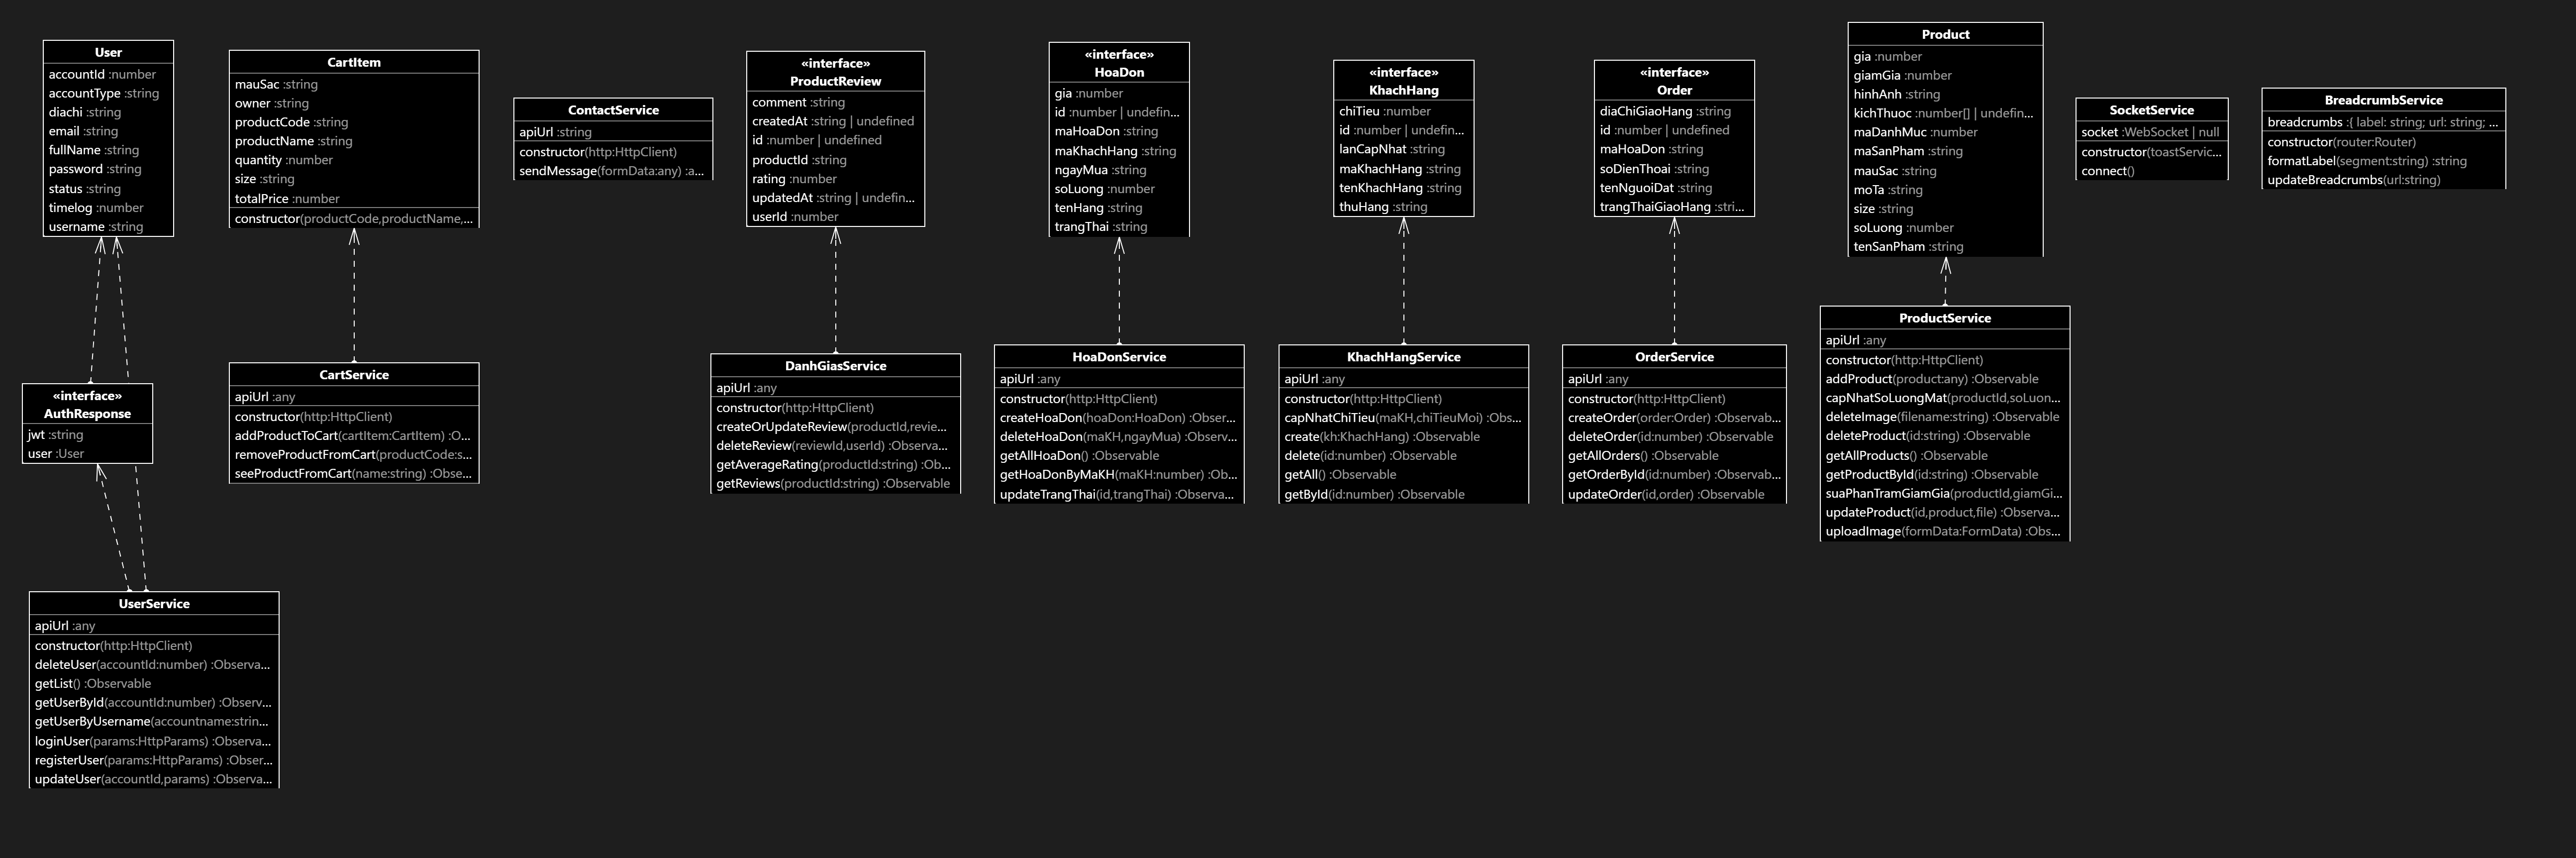 User
accountId :number
accountType :string
diachi :string
email :string
fullName :string
password :string
status :string
timelog :number
username :string
CartItem
mauSac :string
owner :string
productCode :string
productName :string
quantity :number
size :string
totalPrice :number
constructor(productCode,productName,...
ContactService
apiUrl :string
constructor(http:HttpClient)
sendMessage(formData:any) :a...
«interface»
ProductReview
comment :string
createdAt :string | undefined
id :number | undefined
productId :string
rating :number
updatedAt :string | undefin...
userId :number
«interface»
HoaDon
gia :number
id :number | undefin...
maHoaDon :string
maKhachHang :string
ngayMua :string
soLuong :number
tenHang :string
trangThai :string
«interface»
KhachHang
chiTieu :number
id :number | undefin...
lanCapNhat :string
maKhachHang :string
tenKhachHang :string
thuHang :string
«interface»
Order
diaChiGiaoHang :string
id :number | undefined
maHoaDon :string
soDienThoai :string
tenNguoiDat :string
trangThaiGiaoHang :stri...
Product
gia :number
giamGia :number
hinhAnh :string
kichThuoc :number[] | undefin...
maDanhMuc :number
maSanPham :string
mauSac :string
moTa :string
size :string
soLuong :number
tenSanPham :string
SocketService
socket :WebSocket | null
constructor(toastServic...
connect()
BreadcrumbService
breadcrumbs :{ label: string; url: string; ...
constructor(router:Router)
formatLabel(segment:string) :string
updateBreadcrumbs(url:string)
«interface»
AuthResponse
jwt :string
user :User
CartService
apiUrl :any
constructor(http:HttpClient)
addProductToCart(cartItem:CartItem) :O...
removeProductFromCart(productCode:s...
seeProductFromCart(name:string) :Obse...
DanhGiasService
apiUrl :any
constructor(http:HttpClient)
createOrUpdateReview(productId,revie...
deleteReview(reviewId,userId) :Observa...
getAverageRating(productId:string) :Ob...
getReviews(productId:string) :Observable
HoaDonService
apiUrl :any
constructor(http:HttpClient)
createHoaDon(hoaDon:HoaDon) :Obser...
deleteHoaDon(maKH,ngayMua) :Observ...
getAllHoaDon() :Observable
getHoaDonByMaKH(maKH:number) :Ob...
updateTrangThai(id,trangThai) :Observa...
KhachHangService
apiUrl :any
constructor(http:HttpClient)
capNhatChiTieu(maKH,chiTieuMoi) :Obs...
create(kh:KhachHang) :Observable
delete(id:number) :Observable
getAll() :Observable
getById(id:number) :Observable
OrderService
apiUrl :any
constructor(http:HttpClient)
createOrder(order:Order) :Observab...
deleteOrder(id:number) :Observable
getAllOrders() :Observable
getOrderById(id:number) :Observab...
updateOrder(id,order) :Observable
ProductService
apiUrl :any
constructor(http:HttpClient)
addProduct(product:any) :Observable
capNhatSoLuongMat(productId,soLuon...
deleteImage(filename:string) :Observable
deleteProduct(id:string) :Observable
getAllProducts() :Observable
getProductById(id:string) :Observable
suaPhanTramGiamGia(productId,giamGi...
updateProduct(id,product,file) :Observa...
uploadImage(formData:FormData) :Obs...
UserService
apiUrl :any
constructor(http:HttpClient)
deleteUser(accountId:number) :Observa...
getList() :Observable
getUserById(accountId:number) :Observ...
getUserByUsername(accountname:strin...
loginUser(params:HttpParams) :Observa...
registerUser(params:HttpParams) :Obser...
updateUser(accountId,params) :Observa...